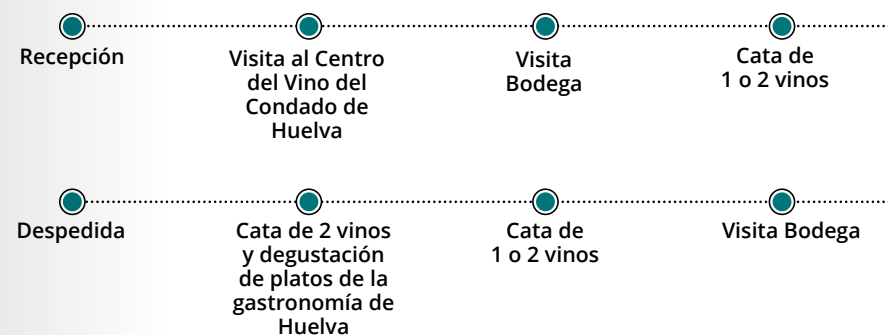 Recepción
Visita al Centro
del Vino del
Condado de
Huelva
Visita
Bodega
Cata de
1 o 2 vinos
Despedida
Cata de 2 vinos
y degustación
de platos de la
gastronomía de
Huelva
Cata de
1 o 2 vinos
Visita Bodega